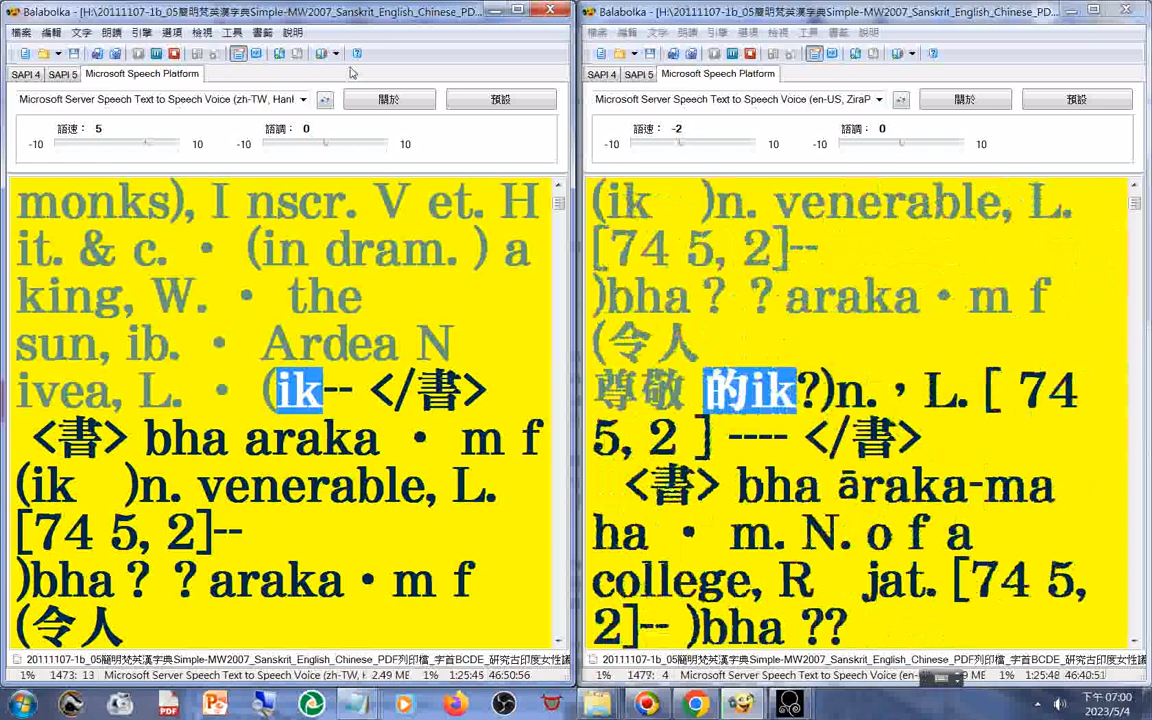 Balabolka - [H:\20111107-1b_05簡明梵英漢字典Simple-MW2007_Sanskrit_English_Chinese_PD...
檔案 編輯 文字 朗讀 引擎 選項 檢視 工具 書籤 說明
SAPI 4 SAPI 5 Microsoft Speech Platform
Microsoft Server Speech Text to Speech Voice (zh-TW, Hanl
關於 預設
語速： 5 語調： 0
-10 10 -10 10
monks), I nscr. V et. H
it. & c. • (in dram. ) a
king, W. • the
sun, ib. • Ardea N
ivea, L. • (ik-- </書>
<書> bha araka • m f
(ik )n. venerable, L.
[74 5, 2]--
)bha ? ? araka • m f
(令人
20111107-1b_05簡明梵英漢字典Simple-MW2007_Sanskrit_English_Chinese_PDF列印檔_字首BCDE_研究古印度女性議
1% 1473: 13 Microsoft Server Speech Text to Speech Voice (zh-TW, H 2.49 ME 1% 1:25:45 46:50:56
Balabolka - [H:\20111107-1b_05簡明梵英漢字典Simple-MW2007_Sanskrit_English_Chinese_PD...
檔案 編輯 文字 朗讀 引擎 選項 檢視 工具 書籤 說明
SAPI 4 SAPI 5 Microsoft Speech Platform
Microsoft Server Speech Text to Speech Voice (en-US, ZiraP
關於 預設
語速： -2 語調： 0
-10 10 -10 10
(ik )n. venerable, L.
[74 5, 2]--
)bha ? ? araka • m f
(令人
尊敬 的ik?)n. , L. [ 74
5, 2 ] ---- </書>
<書> bha āraka-ma
ha • m. N. o f a
college, R jat. [74 5,
2]-- )bha ??
20111107-1b_05簡明梵英漢字典Simple-MW2007_Sanskrit_English_Chinese_PDF列印檔_字首BCDE_研究古印度女性議
1% 1477: 4 Microsoft Server Speech Text to Speech Voice (en-US, 9 ME 1% 1:25:48 46:40:51
PDF
下午 07:00
2023/5/4